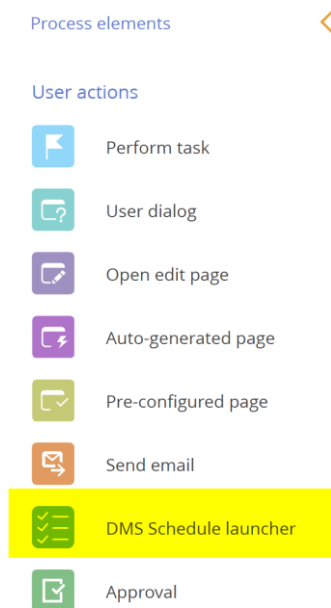 Process elements
User actions
Perform task
User dialog
Open edit page
Auto-generated page
Pre-configured page
Send email
DMS Schedule launcher
Approval